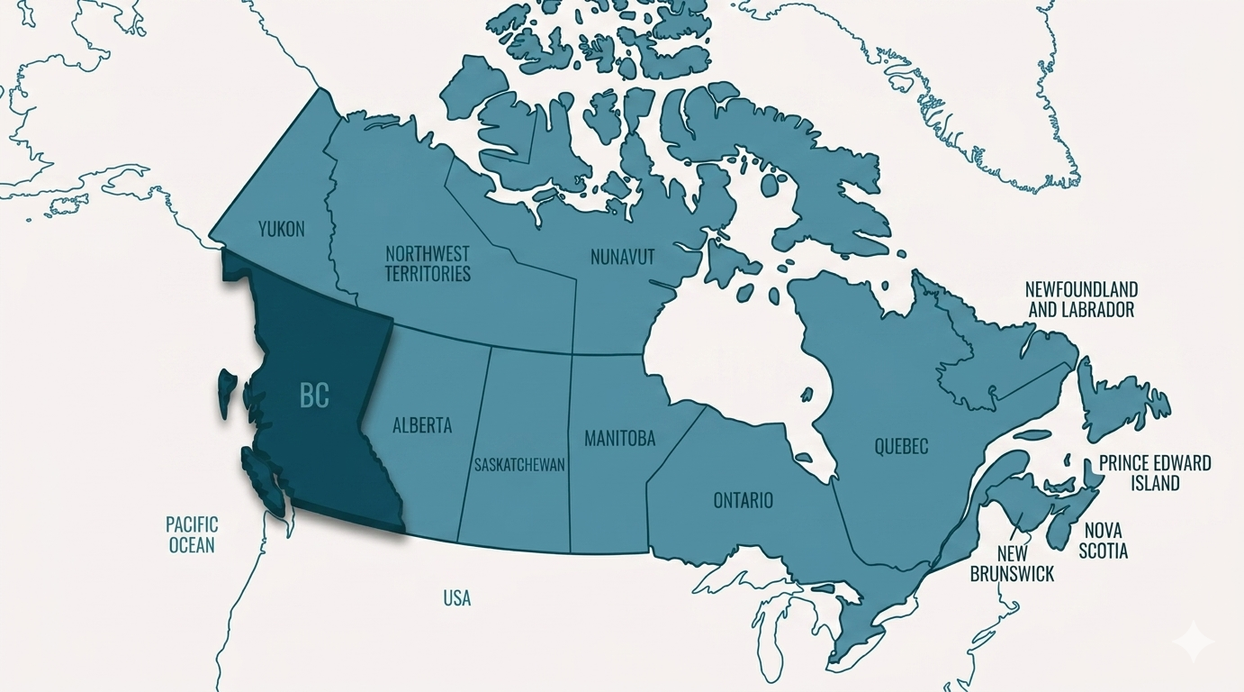 YUKON
NORTHWEST
TERRITORIES
NUNAVUT
NEWFOUNDLAND
AND LABRADOR
BC
ALBERTA
SASKATCHEWAN
MANITOBA
ONTARIO
QUEBEC
PRINCE EDWARD
ISLAND
NOVA
SCOTIA
NEW
BRUNSWICK
PACIFIC
OCEAN
USA